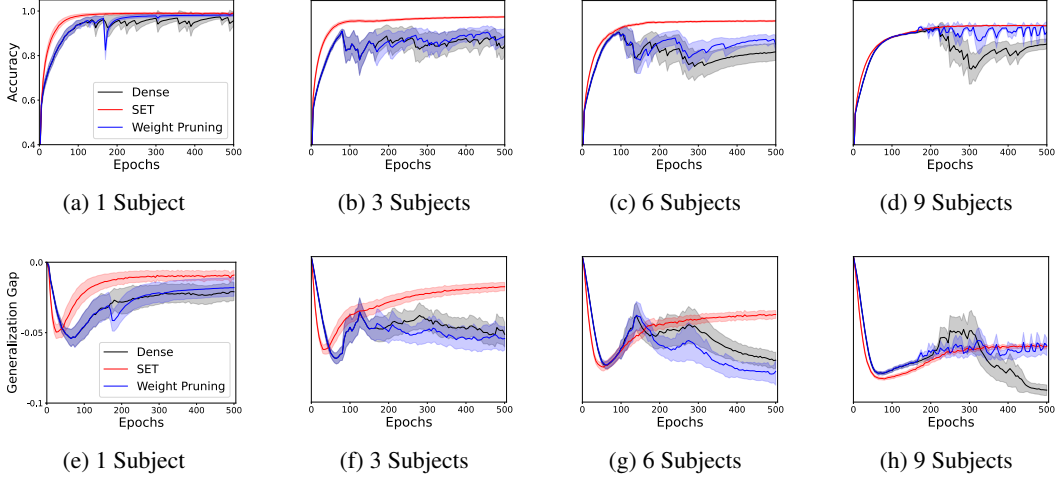 1.0
0.8
0.6
0.4
Accuracy
Dense
SET
Weight Pruning
0 100 200 300 400 500
Epochs
0 100 200 300 400 500
Epochs
0 100 200 300 400 500
Epochs
0 100 200 300 400 500
Epochs
(a) 1 Subject
(b) 3 Subjects
(c) 6 Subjects
(d) 9 Subjects
0.0
-0.05
-0.1
Generalization Gap
Dense
SET
Weight Pruning
0 100 200 300 400 500
Epochs
0 100 200 300 400 500
Epochs
0 100 200 300 400 500
Epochs
0 100 200 300 400 500
Epochs
(e) 1 Subject
(f) 3 Subjects
(g) 6 Subjects
(h) 9 Subjects